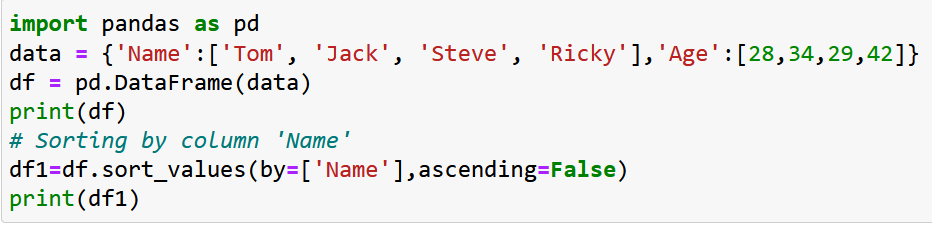 import pandas as pd
data = {'Name':['Tom', 'Jack', 'Steve', 'Ricky'],'Age':[28,34,29,42]}
df = pd.DataFrame(data)
print(df)
# Sorting by column 'Name'
df1=df.sort_values(by=['Name'],ascending=False)
print(df1)